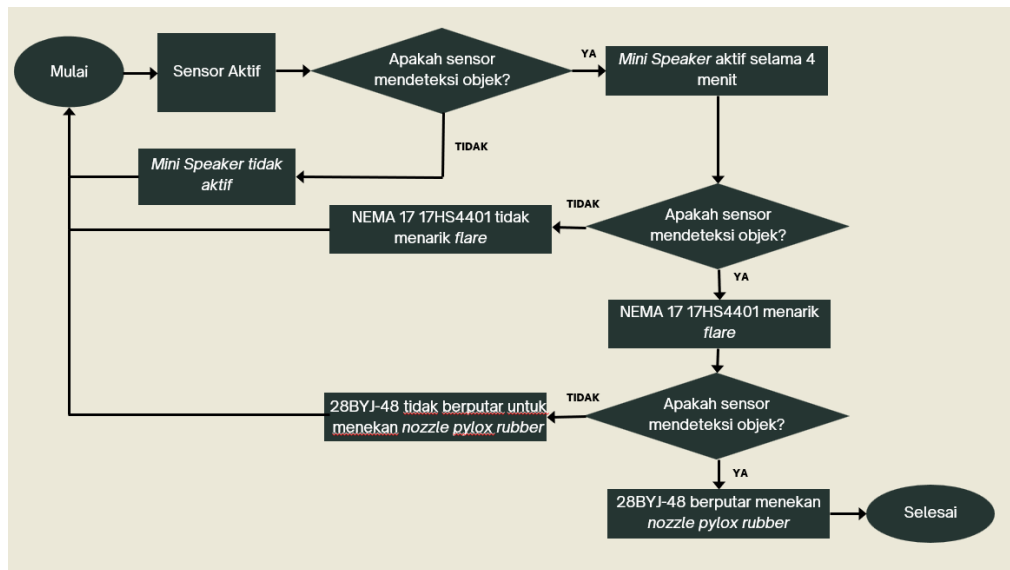 Mulai
Sensor Aktif
Apakah sensor
mendeteksi objek?
YA
Mini Speaker aktif selama 4
menit
TIDAK
Mini Speaker tidak
aktif
Apakah sensor
mendeteksi objek?
TIDAK
NEMA 17 17HS4401 tidak
menarik flare
YA
NEMA 17 17HS4401 menarik
flare
Apakah sensor
mendeteksi objek?
TIDAK
28BYJ-48 tidak berputar untuk
menekan nozzle pylox rubber
YA
28BYJ-48 berputar menekan
nozzle pylox rubber
Selesai